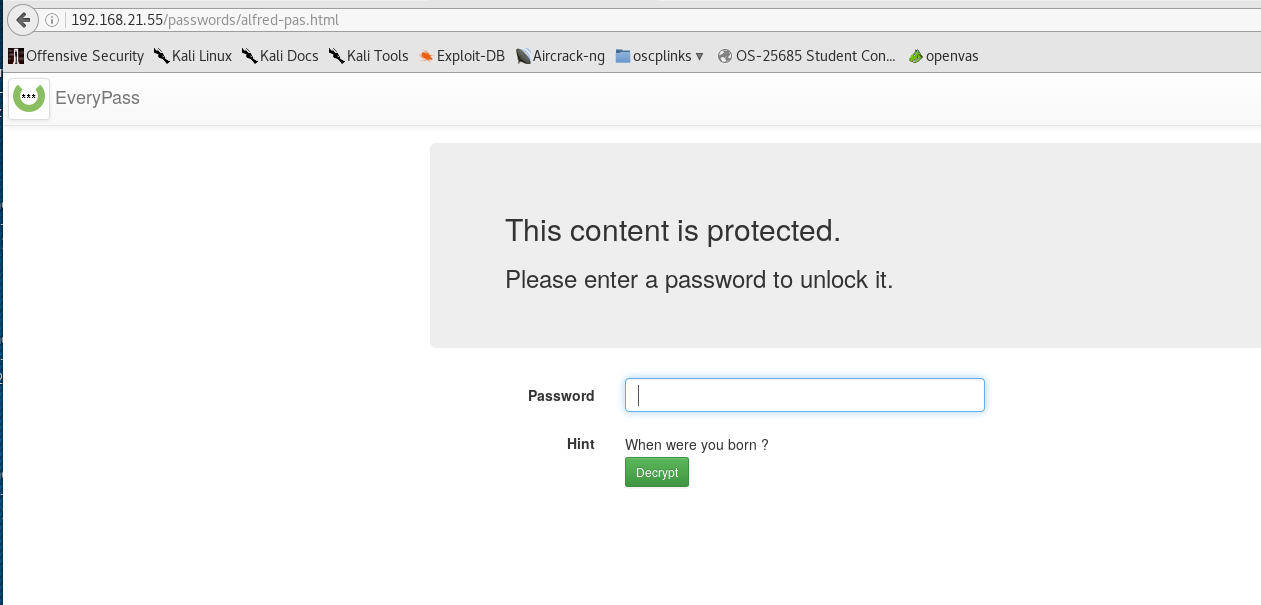 192.168.21.55/passwords/alfred-pas.html
Offensive Security Kali Linux Kali Docs Kali Tools Exploit-DB Aircrack-ng oscplinks OS-25685 Student Con... openvas
*** EveryPass
This content is protected.
Please enter a password to unlock it.
Password
Hint When were you born ?
Decrypt